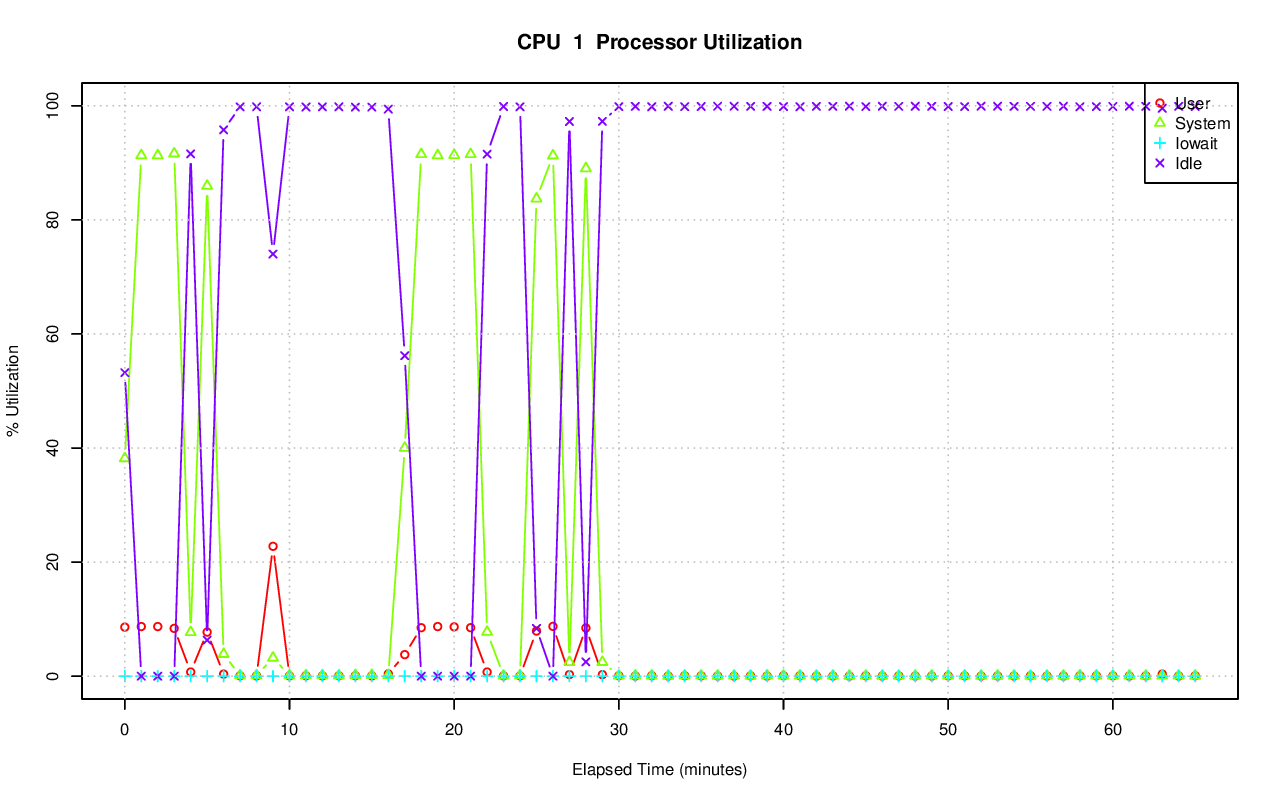 CPU 1 Processor Utilization
% Utilization
100
80
60
40
20
0
User
System
Iowait
Idle
0 10 20 30 40 50 60
Elapsed Time (minutes)